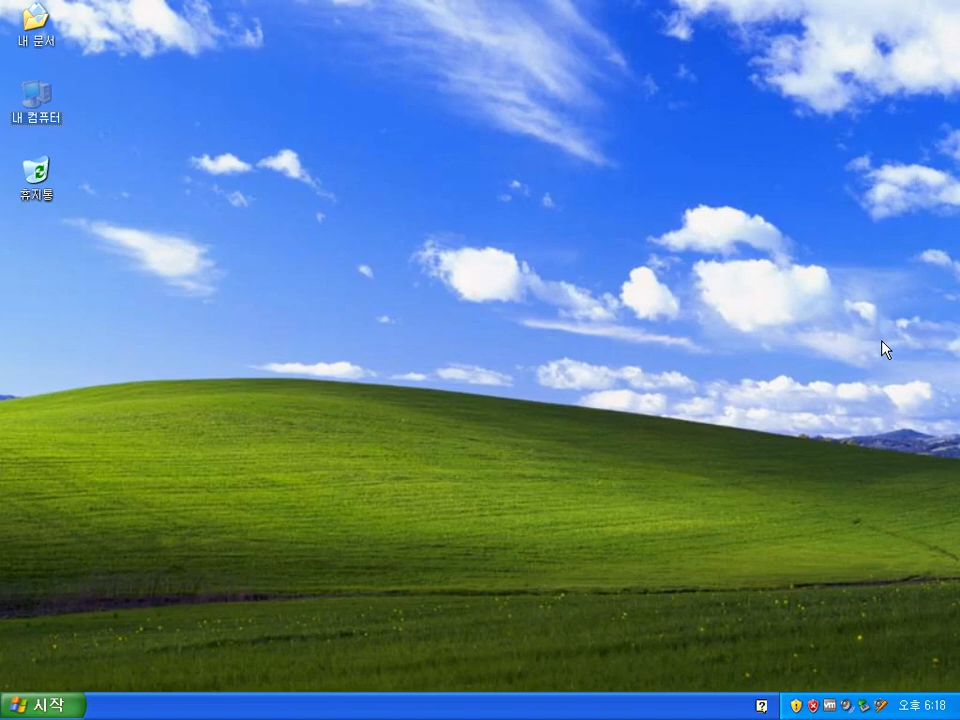 내 문서
내 컴퓨터
휴지통
시작
오후 6:18